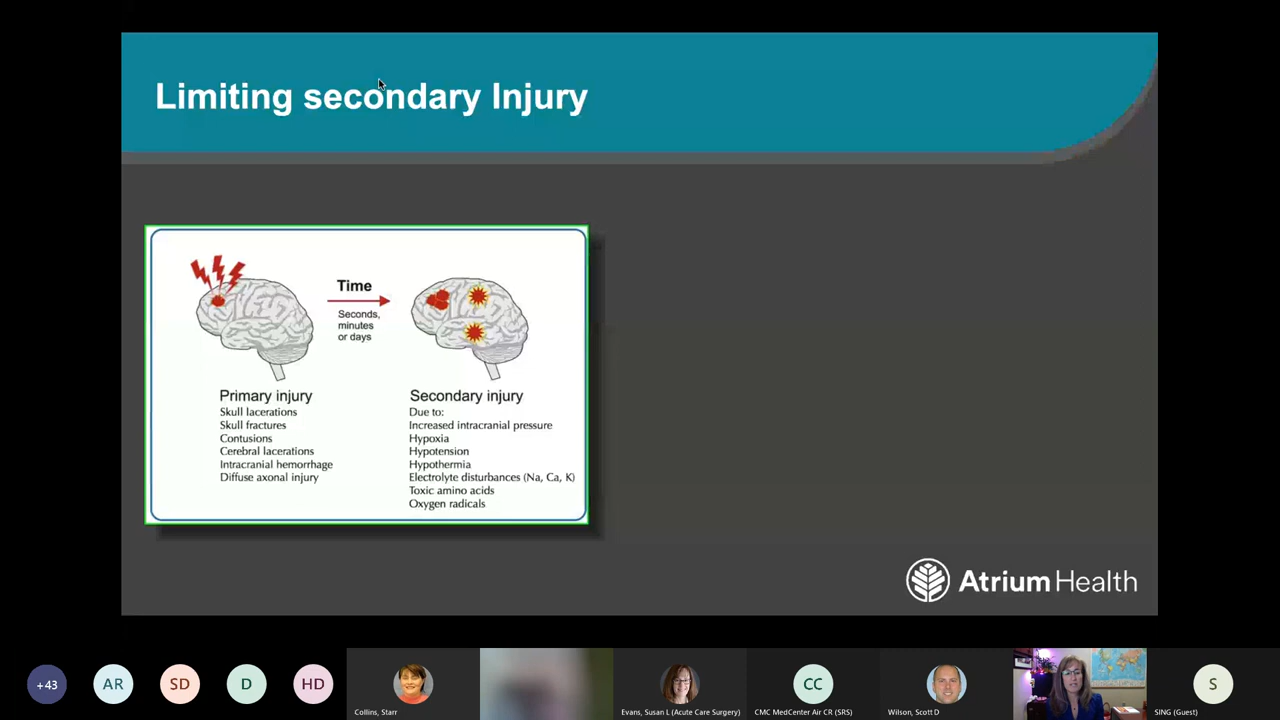 Limiting secondary Injury
Time
Seconds,
minutes
or days
Primary injury
Skull lacerations
Skull fractures
Contusions
Cerebral lacerations
Intracranial hemorrhage
Diffuse axonal injury
Secondary injury
Due to:
Increased intracranial pressure
Hypoxia
Hypotension
Hypothermia
Electrolyte disturbances (Na, Ca, K)
Toxic amino acids
Oxygen radicals
Atrium Health
+43
AR
SD
D
HD
Collins, Starr
Evans, Susan L (Acute Care Surgery)
CC
CMC MedCenter Air CR (SRS)
Wilson, Scott D
S
SING (Guest)